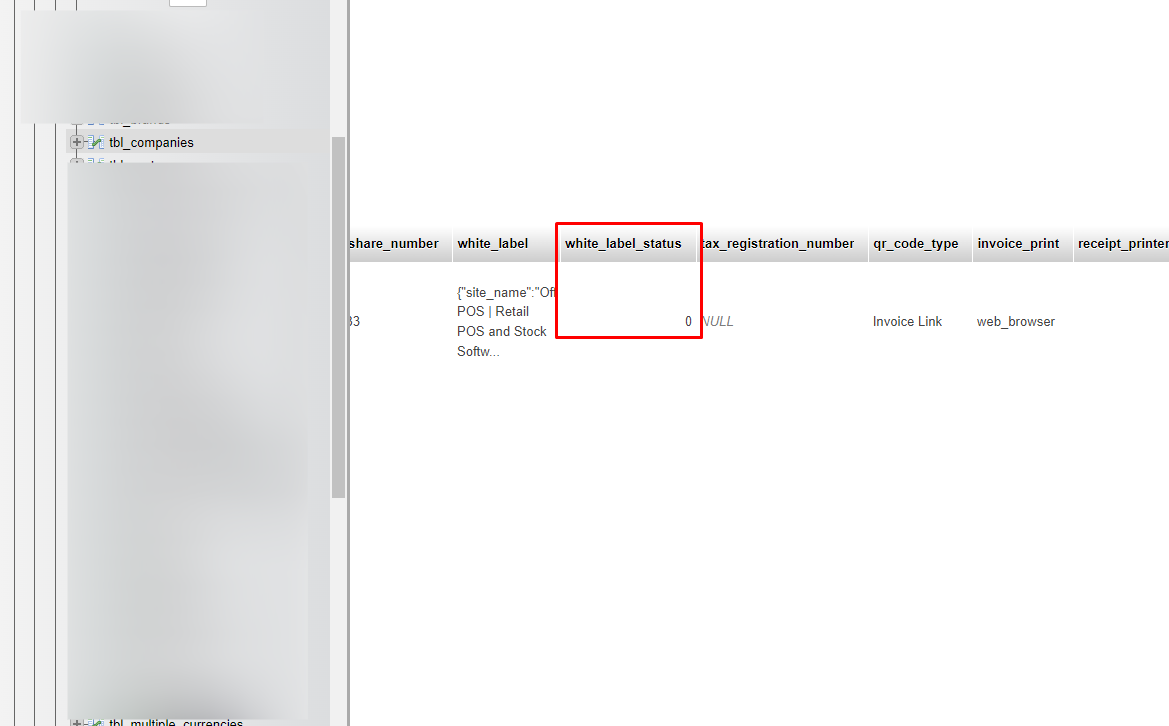 tbl_companies
tbl_multiple_currencies
share_number white_label white_label_status tax_registration_number qr_code_type invoice_print receipt_printer
33 {"site_name":"Off
POS | Retail
POS and Stock
Softw...
0 NULL Invoice Link web_browser